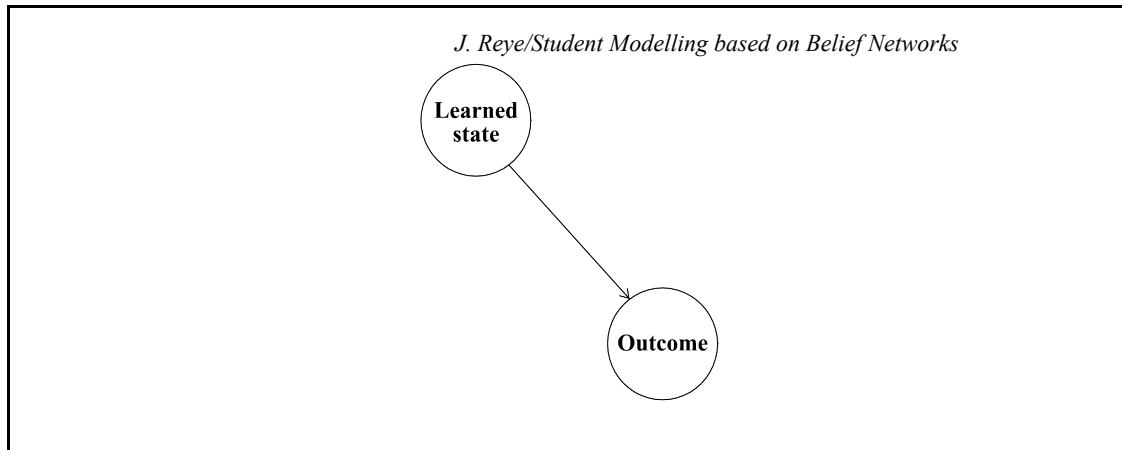 J. Reye/Student Modelling based on Belief Networks
Learned
state
Outcome